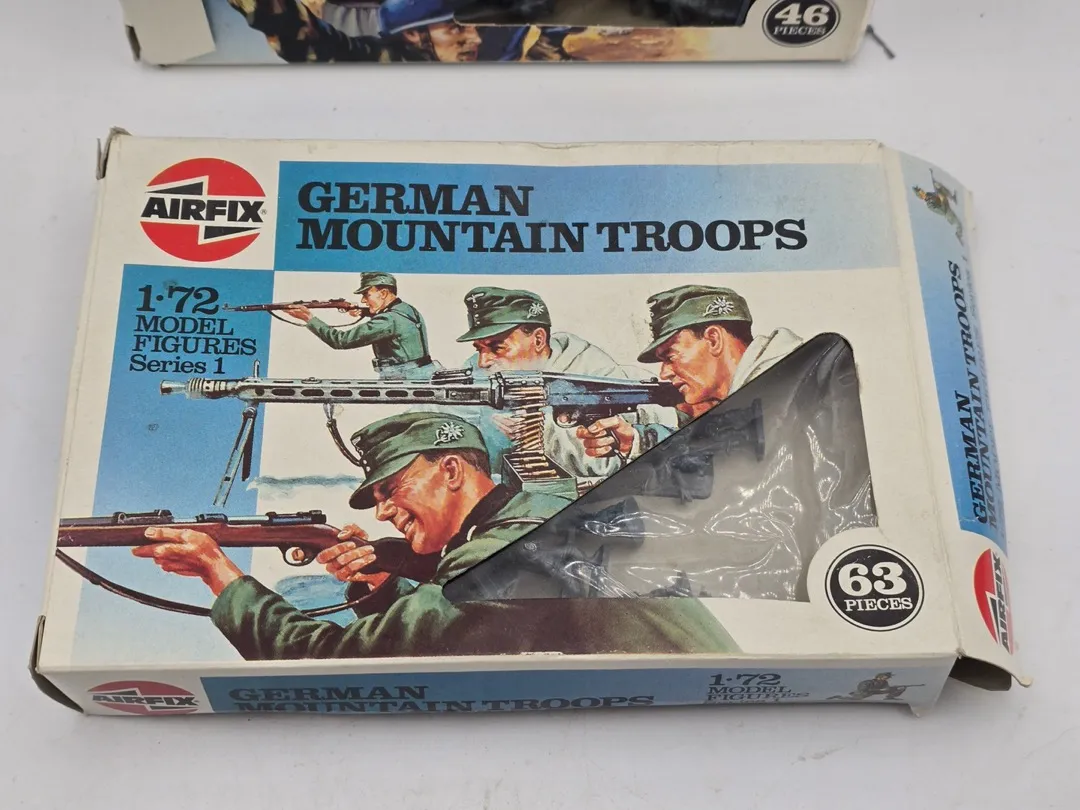 46
PIECES
AIRFIX®
GERMAN
MOUNTAIN TROOPS
1·72
MODEL
FIGURES
Series 1
63
PIECES
GERMAN
MOUNTAIN TROOPS
AIRFIX
AIRFIX
GERMAN
MOUNTAIN TROOPS
1·72
MODEL
FIGURES